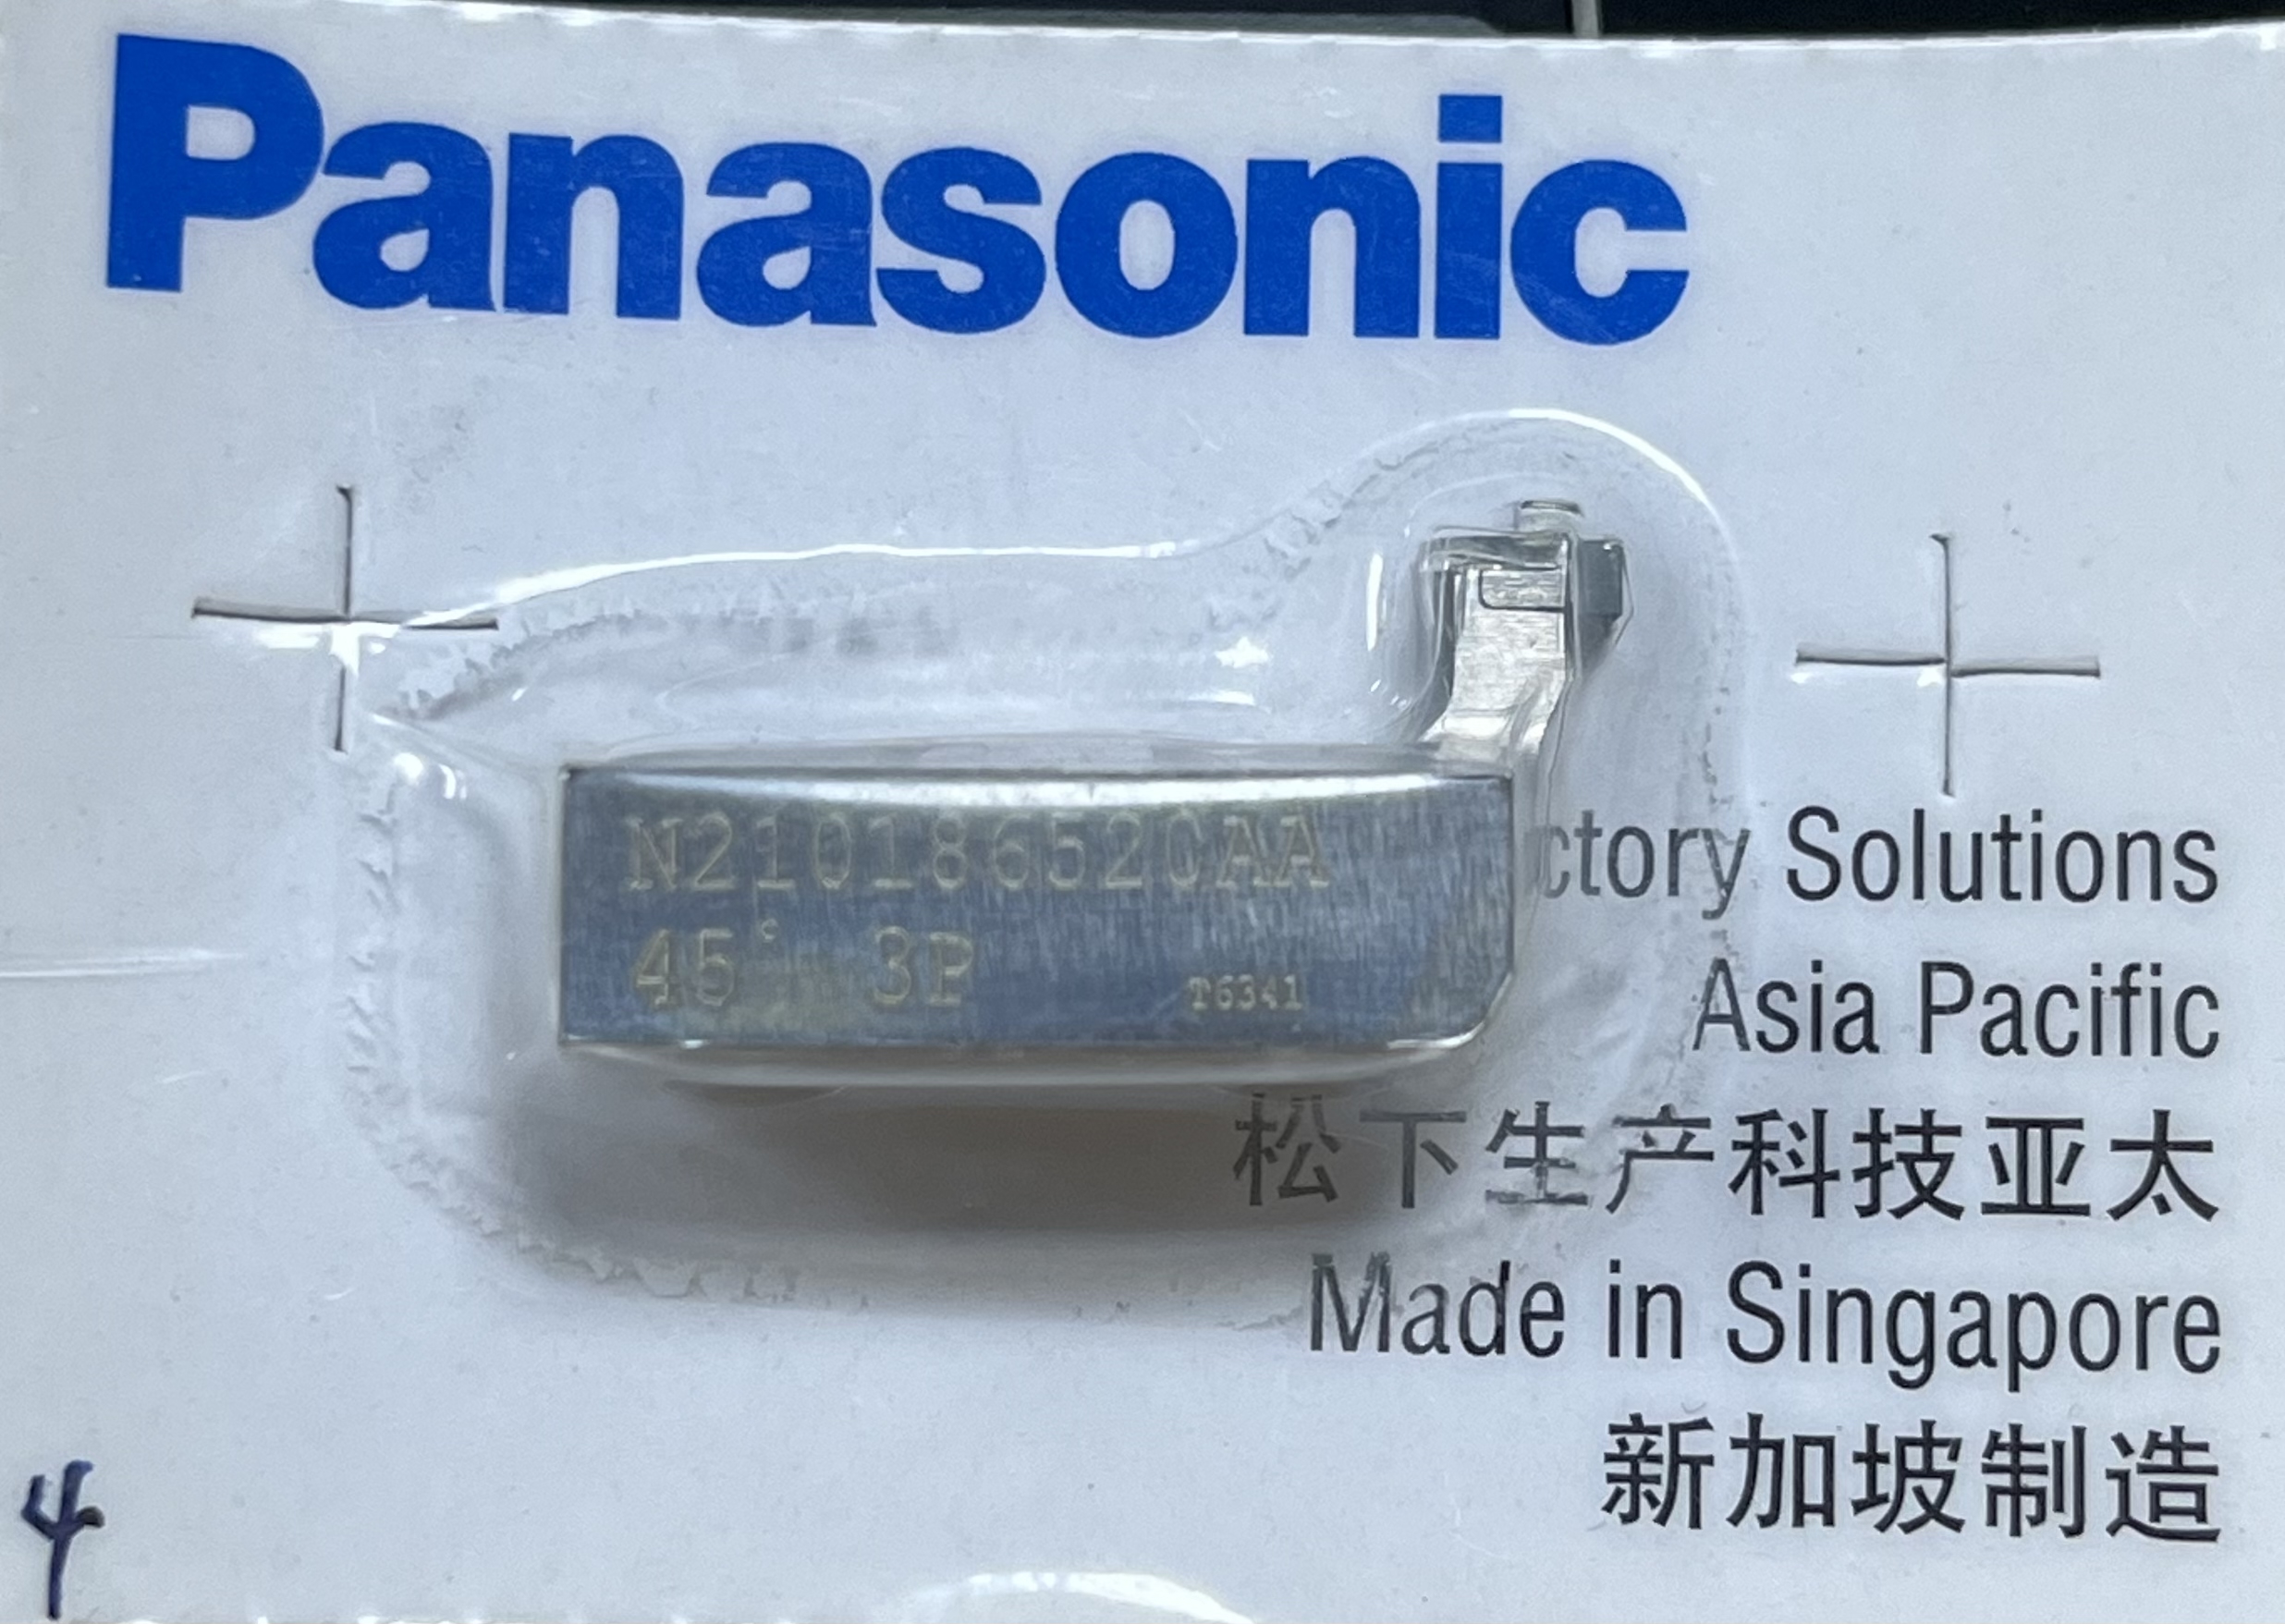 Panasonic
N210186520AA
45° 3P
T6341
ctory Solutions
Asia Pacific
松下生产科技亚太
Made in Singapore
新加坡制造
4